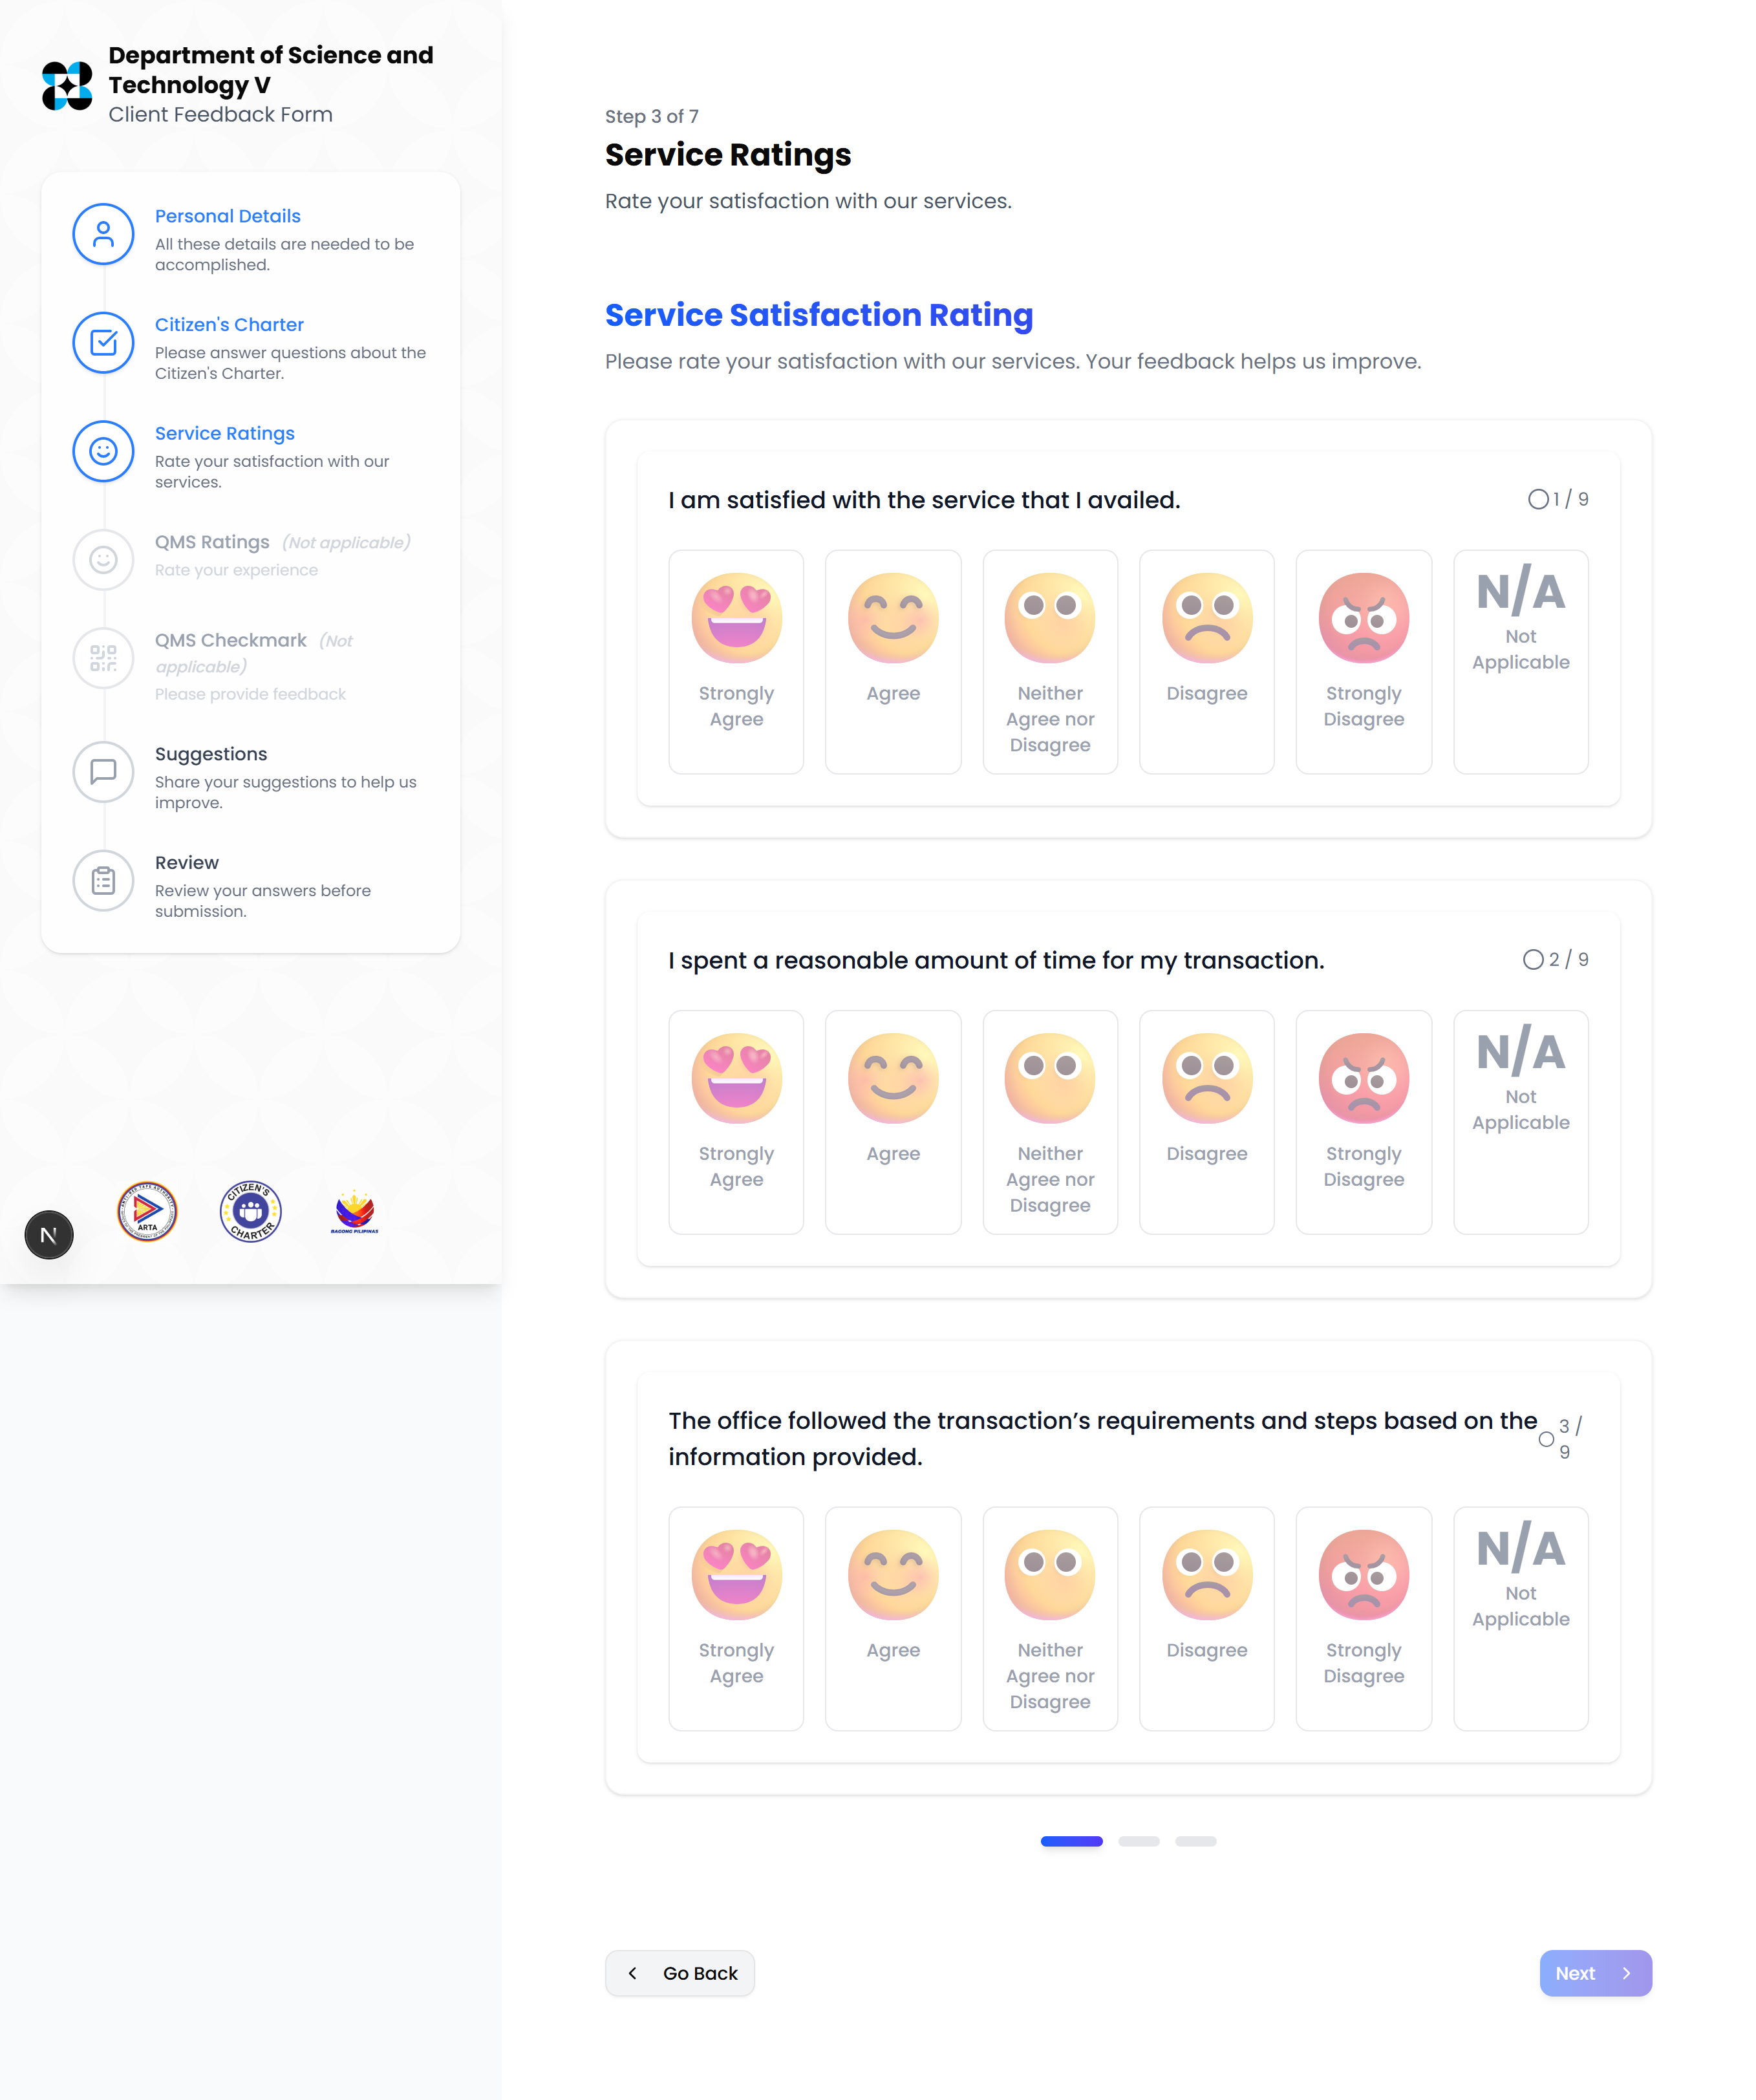 Department of Science and
Technology V
Client Feedback Form
Personal Details
All these details are needed to be
accomplished.
Citizen's Charter
Please answer questions about the
Citizen's Charter.
Service Ratings
Rate your satisfaction with our
services.
QMS Ratings (Not applicable)
Rate your experience
QMS Checkmark (Not
applicable)
Please provide feedback
Suggestions
Share your suggestions to help us
improve.
Review
Review your answers before
submission.
N
ARTA
CITIZEN'S
CHARTER
BAGONG PILIPINAS
Step 3 of 7
Service Ratings
Rate your satisfaction with our services.
Service Satisfaction Rating
Please rate your satisfaction with our services. Your feedback helps us improve.
I am satisfied with the service that I availed.
1 / 9
Strongly
Agree
Agree
Neither
Agree nor
Disagree
Disagree
Strongly
Disagree
N/A
Not
Applicable
I spent a reasonable amount of time for my transaction.
2 / 9
Strongly
Agree
Agree
Neither
Agree nor
Disagree
Disagree
Strongly
Disagree
N/A
Not
Applicable
The office followed the transaction’s requirements and steps based on the
information provided.
3 /
9
Strongly
Agree
Agree
Neither
Agree nor
Disagree
Disagree
Strongly
Disagree
N/A
Not
Applicable
Go Back
Next